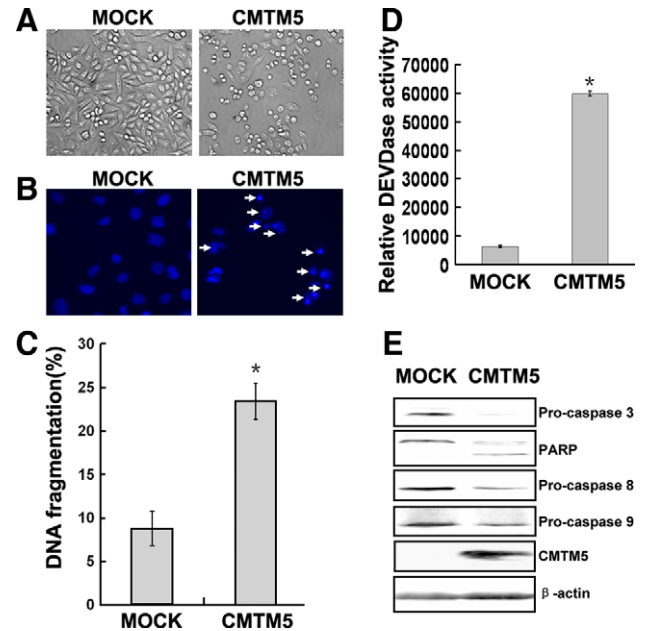 A
MOCK
CMTM5
B
MOCK
CMTM5
C
DNA fragmentation(%)
30
25
20
15
10
5
0
*
MOCK
CMTM5
D
Relative DEVDase activity
70000
60000
50000
40000
30000
20000
10000
0
*
MOCK
CMTM5
E
MOCK CMTM5
Pro-caspase 3
PARP
Pro-caspase 8
Pro-caspase 9
CMTM5
β-actin